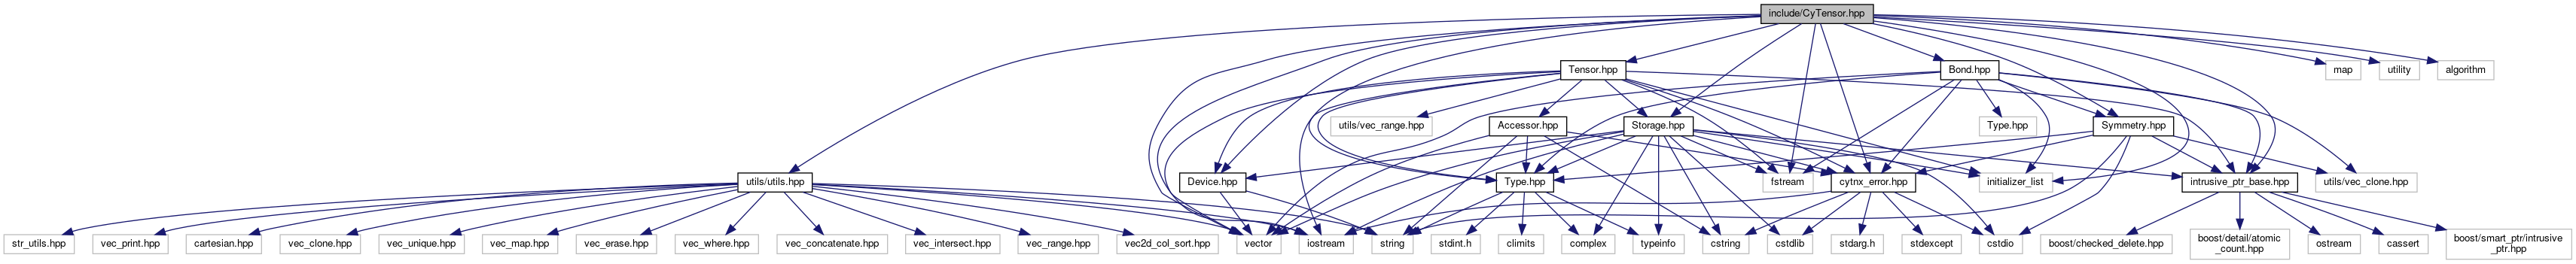 include/CyTensor.hpp
Tensor.hpp
Bond.hpp
map
utility
algorithm
utils/vec_range.hpp
Accessor.hpp
Storage.hpp
Type.hpp
Symmetry.hpp
utils/utils.hpp
Device.hpp
Type.hpp
fstream
cytnx_error.hpp
initializer_list
intrusive_ptr_base.hpp
utils/vec_clone.hpp
str_utils.hpp
vec_print.hpp
cartesian.hpp
vec_clone.hpp
vec_unique.hpp
vec_map.hpp
vec_erase.hpp
vec_where.hpp
vec_concatenate.hpp
vec_intersect.hpp
vec_range.hpp
vec2d_col_sort.hpp
vector
iostream
string
stdint.h
climits
complex
typeinfo
cstring
cstdlib
stdarg.h
stdexcept
cstdio
boost/checked_delete.hpp
boost/detail/atomic
_count.hpp
ostream
cassert
boost/smart_ptr/intrusive
_ptr.hpp